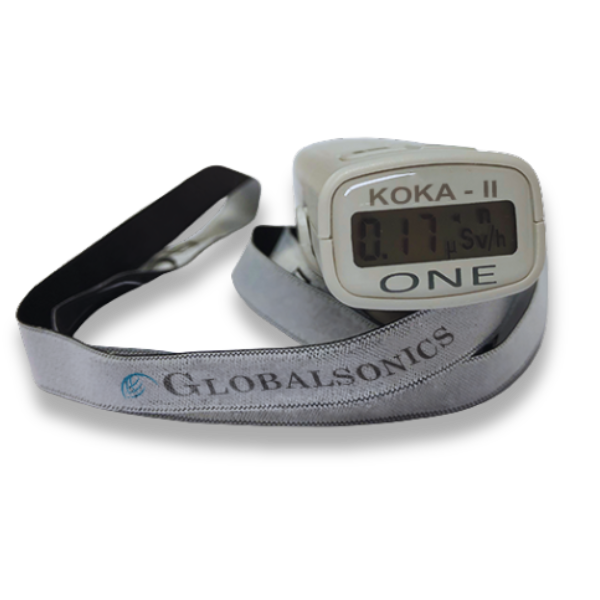 KOKA - II
0.17 µSv/h
ONE
GLOBALSONICS